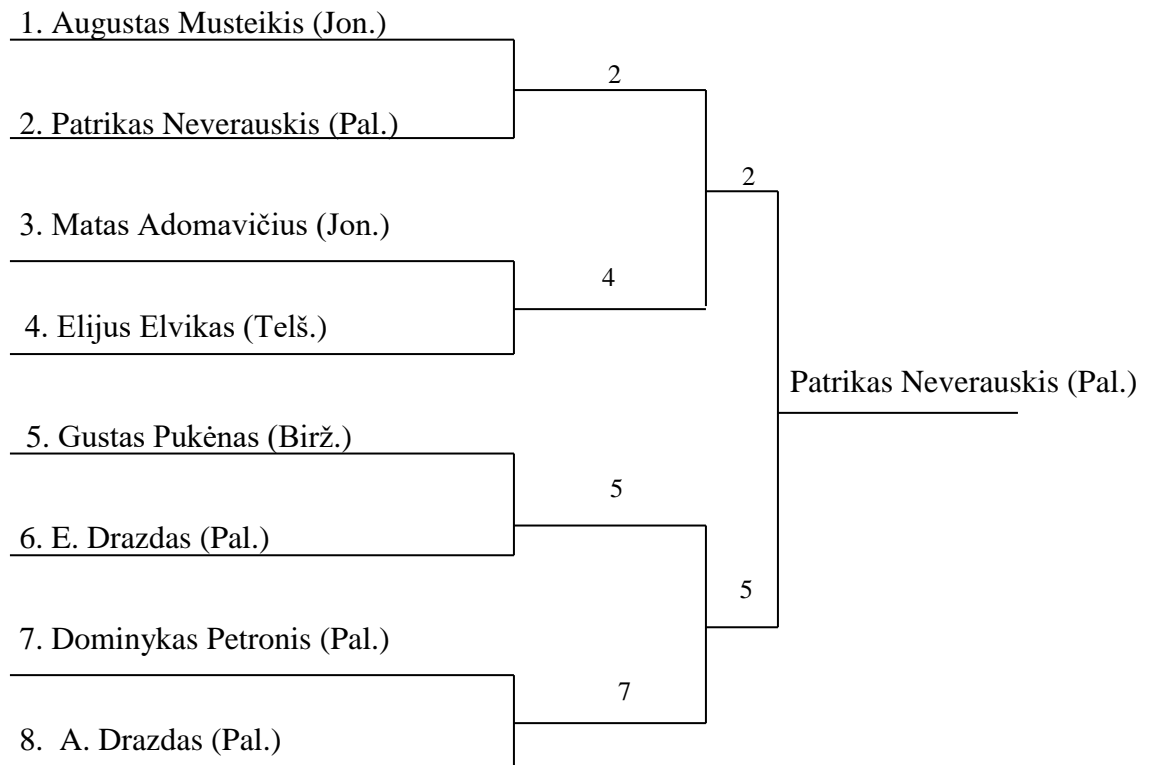 1. Augustas Musteikis (Jon.)
2
2. Patrikas Neverauskis (Pal.)
2
3. Matas Adomavičius (Jon.)
4
4. Elijus Elvikas (Telš.)
Patrikas Neverauskis (Pal.)
5. Gustas Pukėnas (Birž.)
5
6. E. Drazdas (Pal.)
5
7. Dominykas Petronis (Pal.)
7
8. A. Drazdas (Pal.)